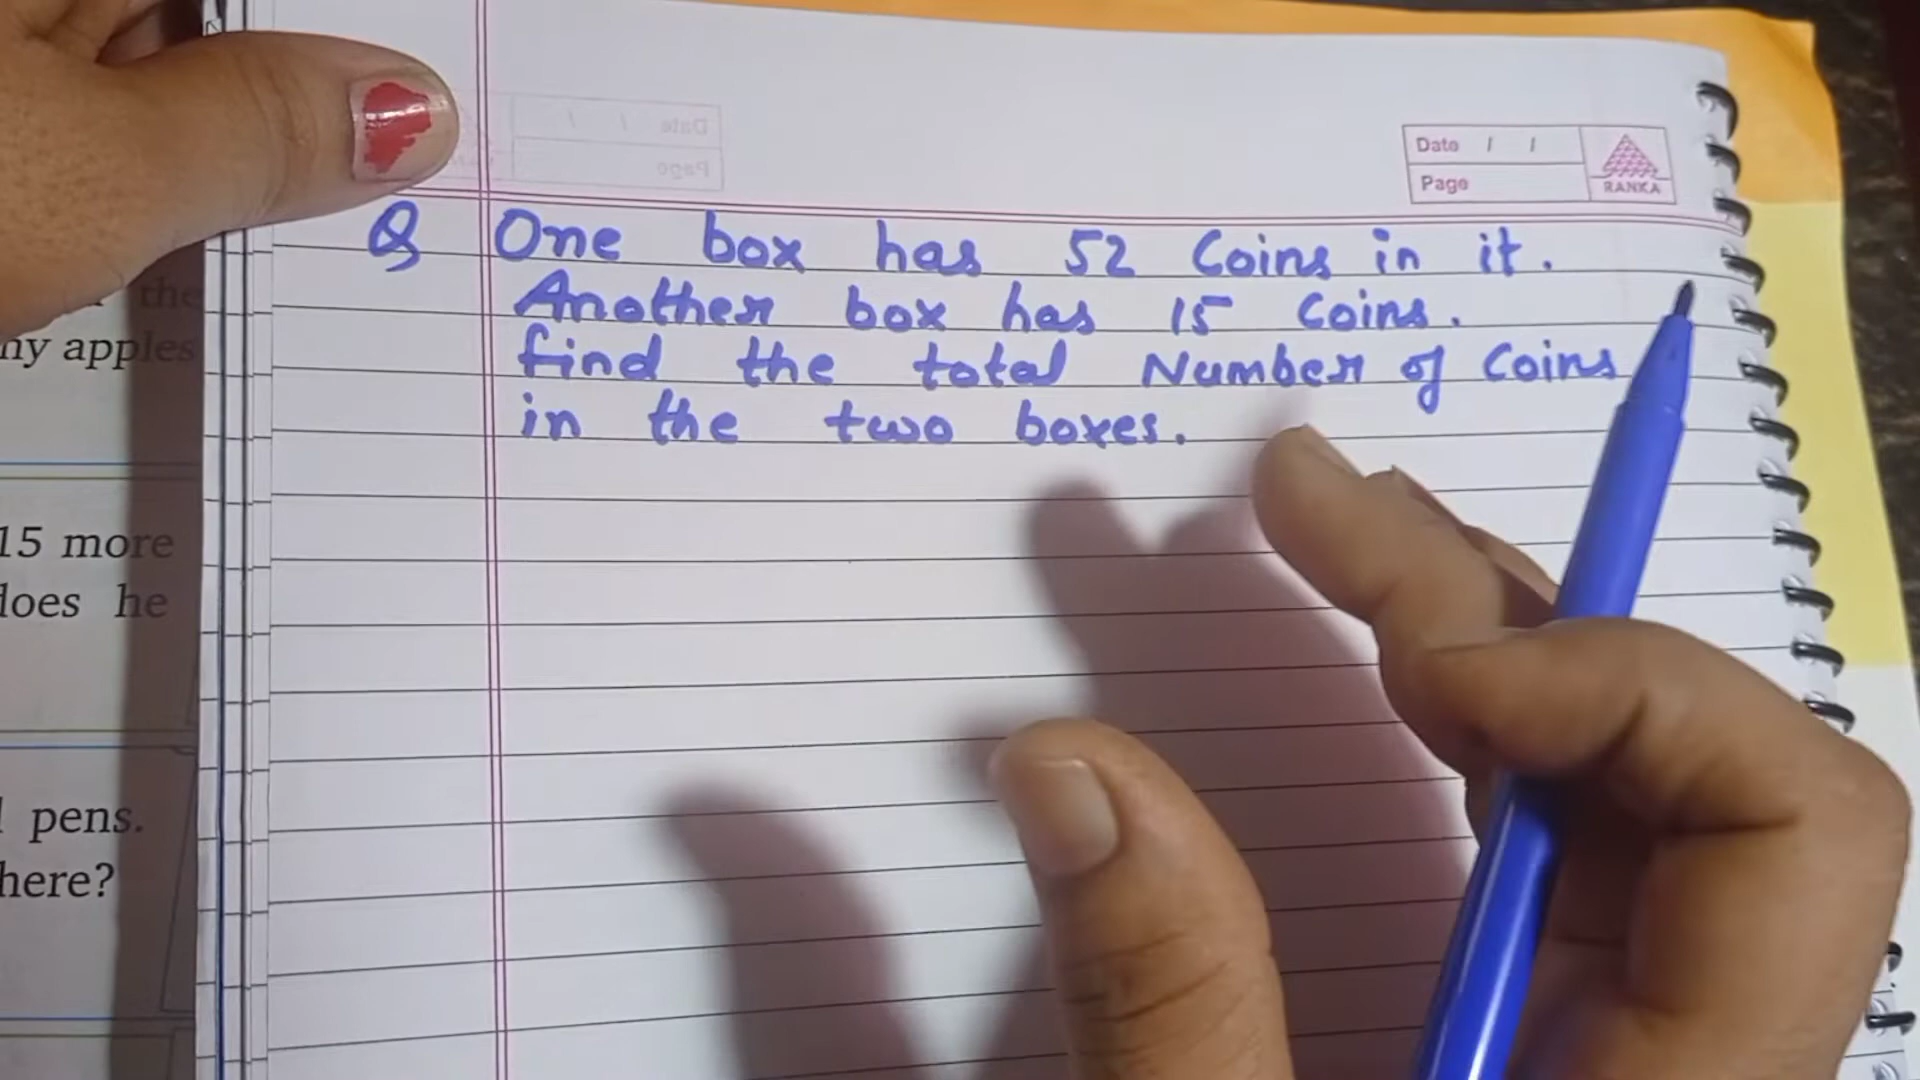 Date / /
Page
RANKA
Q One box has 52 Coins in it.
Another box has 15 Coins.
find the total Number of Coins
in the two boxes.
the
ny apples
15 more
does he
pens.
here?